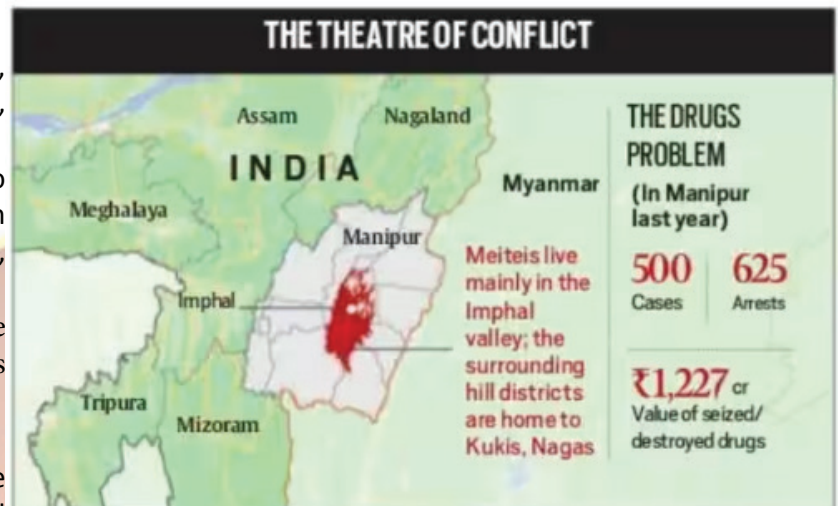 THE THEATRE OF CONFLICT
Assam
Nagaland
INDIA
Myanmar
Meghalaya
Manipur
Imphal
Tripura
Mizoram
Meiteis live
mainly in the
Imphal
valley; the
surrounding
hill districts
are home to
Kukis, Nagas
THE DRUGS
PROBLEM
(In Manipur
last year)
500
Cases
625
Arrests
₹1,227 cr
Value of seized/
destroyed drugs